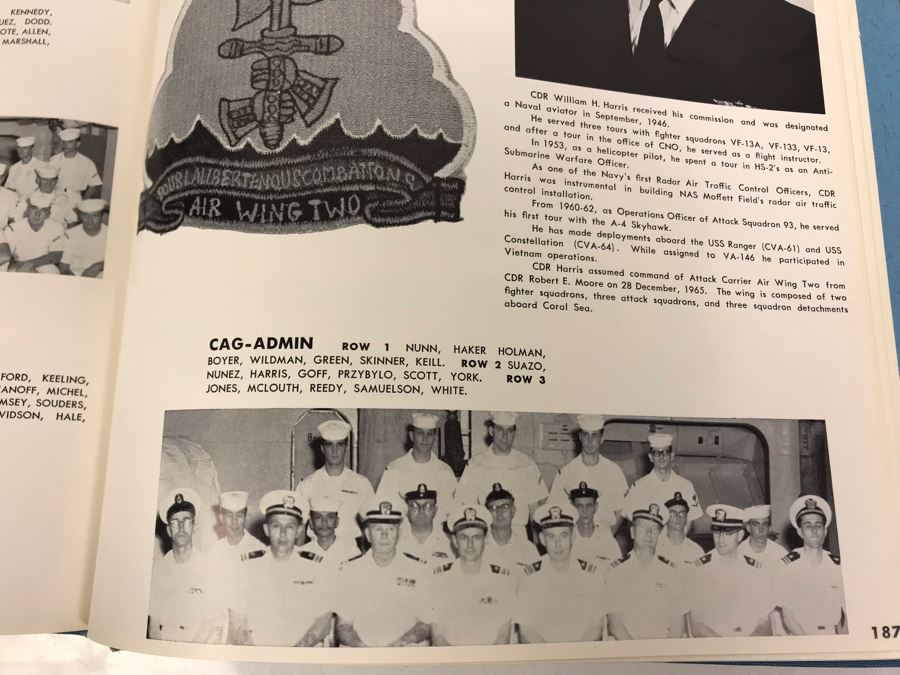 KENNEDY,
UEZ, DODD.
OTE, ALLEN,
MARSHALL,
FORD, KEELING,
ANOFF, MICHEL,
MSEY, SOUDERS,
VIDSON, HALE,
POUR LA LIBERTE NOUS COMBATTONS
AIR WING TWO
CDR William H. Harris received his commission and was designated
a Naval aviator in September, 1946.
He served three tours with fighter squadrons VF-13A, VF-133, VF-13,
and after a tour in the office of CNO, he served as a flight instructor.
In 1953, as a helicopter pilot, he spent a tour in HS-2's as an Anti-
Submarine Warfare Officer.
As one of the Navy's first Radar Air Traffic Control Officers, CDR
Harris was instrumental in building NAS Moffett Field's radar air traffic
control installation.
From 1960-62, as Operations Officer of Attack Squadron 93, he served
his first tour with the A-4 Skyhawk.
He has made deployments aboard the USS Ranger (CVA-61) and USS
Constellation (CVA-64). While assigned to VA-146 he participated in
Vietnam operations.
CDR Harris assumed command of Attack Carrier Air Wing Two from
CDR Robert E. Moore on 28 December, 1965. The wing is composed of two
fighter squadrons, three attack squadrons, and three squadron detachments
aboard Coral Sea.
CAG-ADMIN ROW 1 NUNN, HAKER HOLMAN,
BOYER, WILDMAN, GREEN, SKINNER, KEILL. ROW 2 SUAZO,
NUNEZ, HARRIS, GOFF, PRZYBYLO, SCOTT, YORK. ROW 3
JONES, MCLOUTH, REEDY, SAMUELSON, WHITE.
187